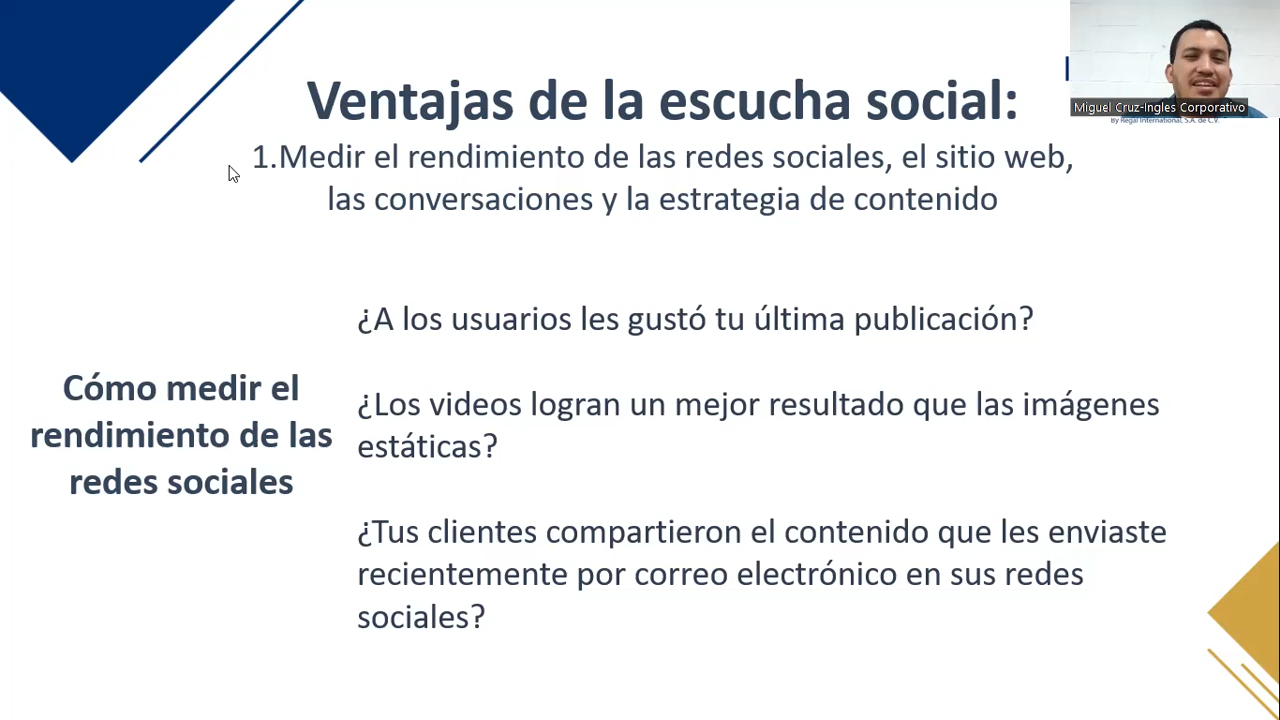 Ventajas de la escucha social:
1.Medir el rendimiento de las redes sociales, el sitio web,
las conversaciones y la estrategia de contenido
Miguel Cruz-Ingles Corporativo
By Regal International, S.A. de C.V.
¿A los usuarios les gustó tu última publicación?
Cómo medir el
rendimiento de las
redes sociales
¿Los videos logran un mejor resultado que las imágenes
estáticas?
¿Tus clientes compartieron el contenido que les enviaste
recientemente por correo electrónico en sus redes
sociales?